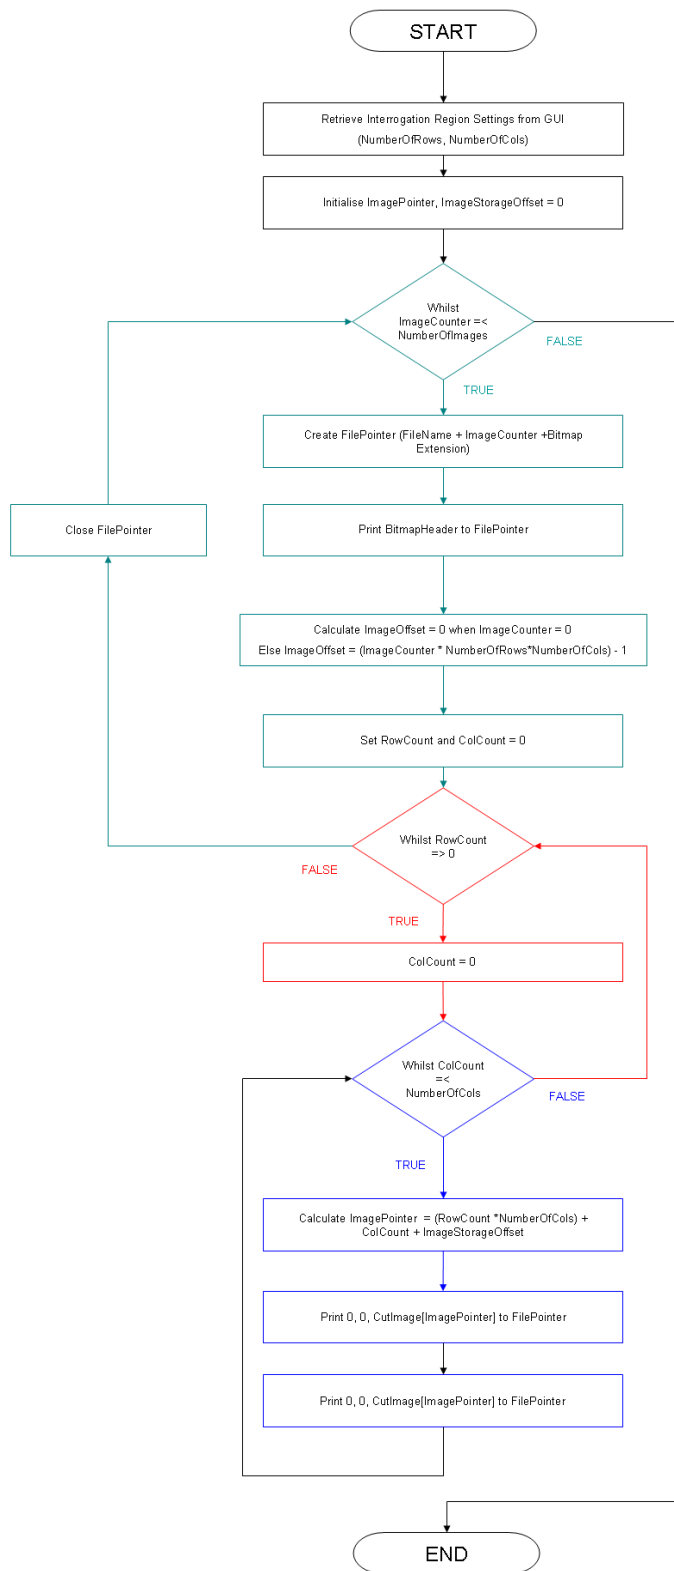 START
Retrieve Interrogation Region Settings from GUI
(NumberOfRows, NumberOfCols)
Initialise ImagePointer, ImageStorageOffset = 0
Whilst
ImageCounter =<
NumberOfImages
FALSE
TRUE
Create FilePointer (FileName + ImageCounter +Bitmap
Extension)
Close FilePointer
Print BitmapHeader to FilePointer
Calculate ImageOffset = 0 when ImageCounter = 0
Else ImageOffset = (ImageCounter * NumberOfRows*NumberOfCols) - 1
Set RowCount and ColCount = 0
Whilst RowCount
=> 0
FALSE
TRUE
ColCount = 0
Whilst ColCount
=<
NumberOfCols
FALSE
TRUE
Calculate ImagePointer = (RowCount *NumberOfCols) +
ColCount + ImageStorageOffset
Print 0, 0, CutImage[ImagePointer] to FilePointer
Print 0, 0, CutImage[ImagePointer] to FilePointer
END